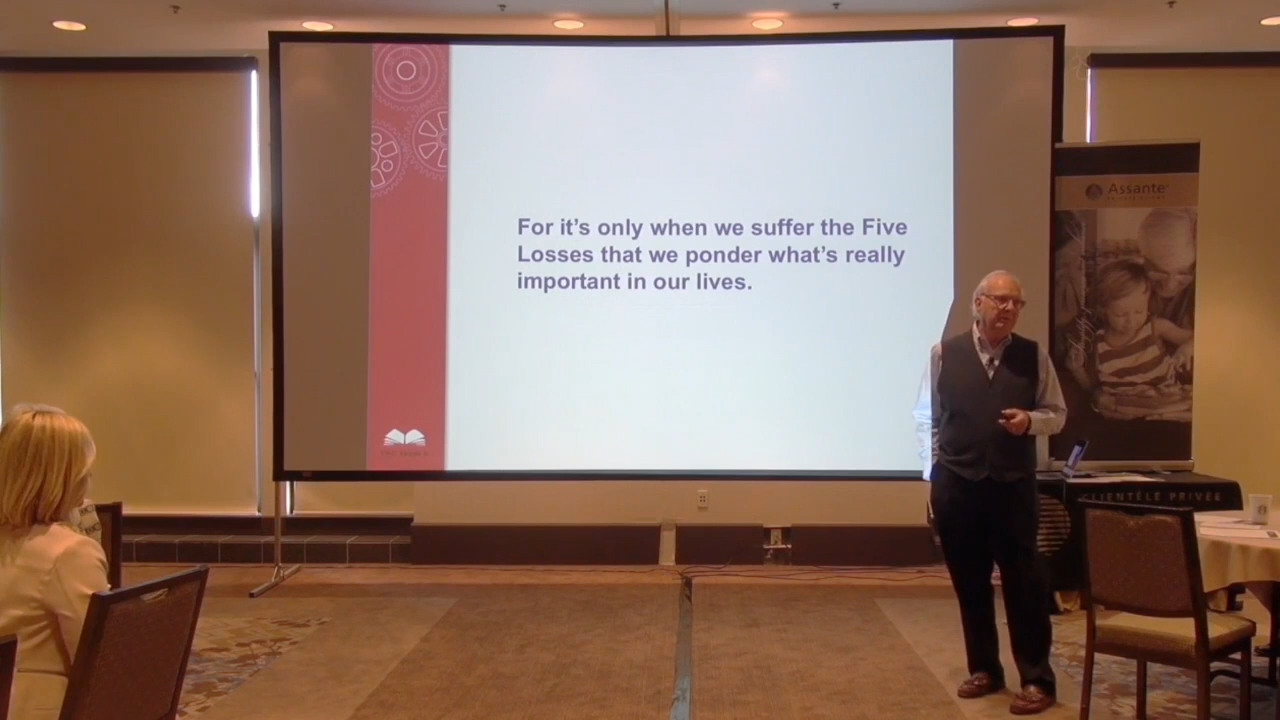 For it's only when we suffer the Five
Losses that we ponder what's really
important in our lives.
Assante
CLIENTÈLE PRIVÉE